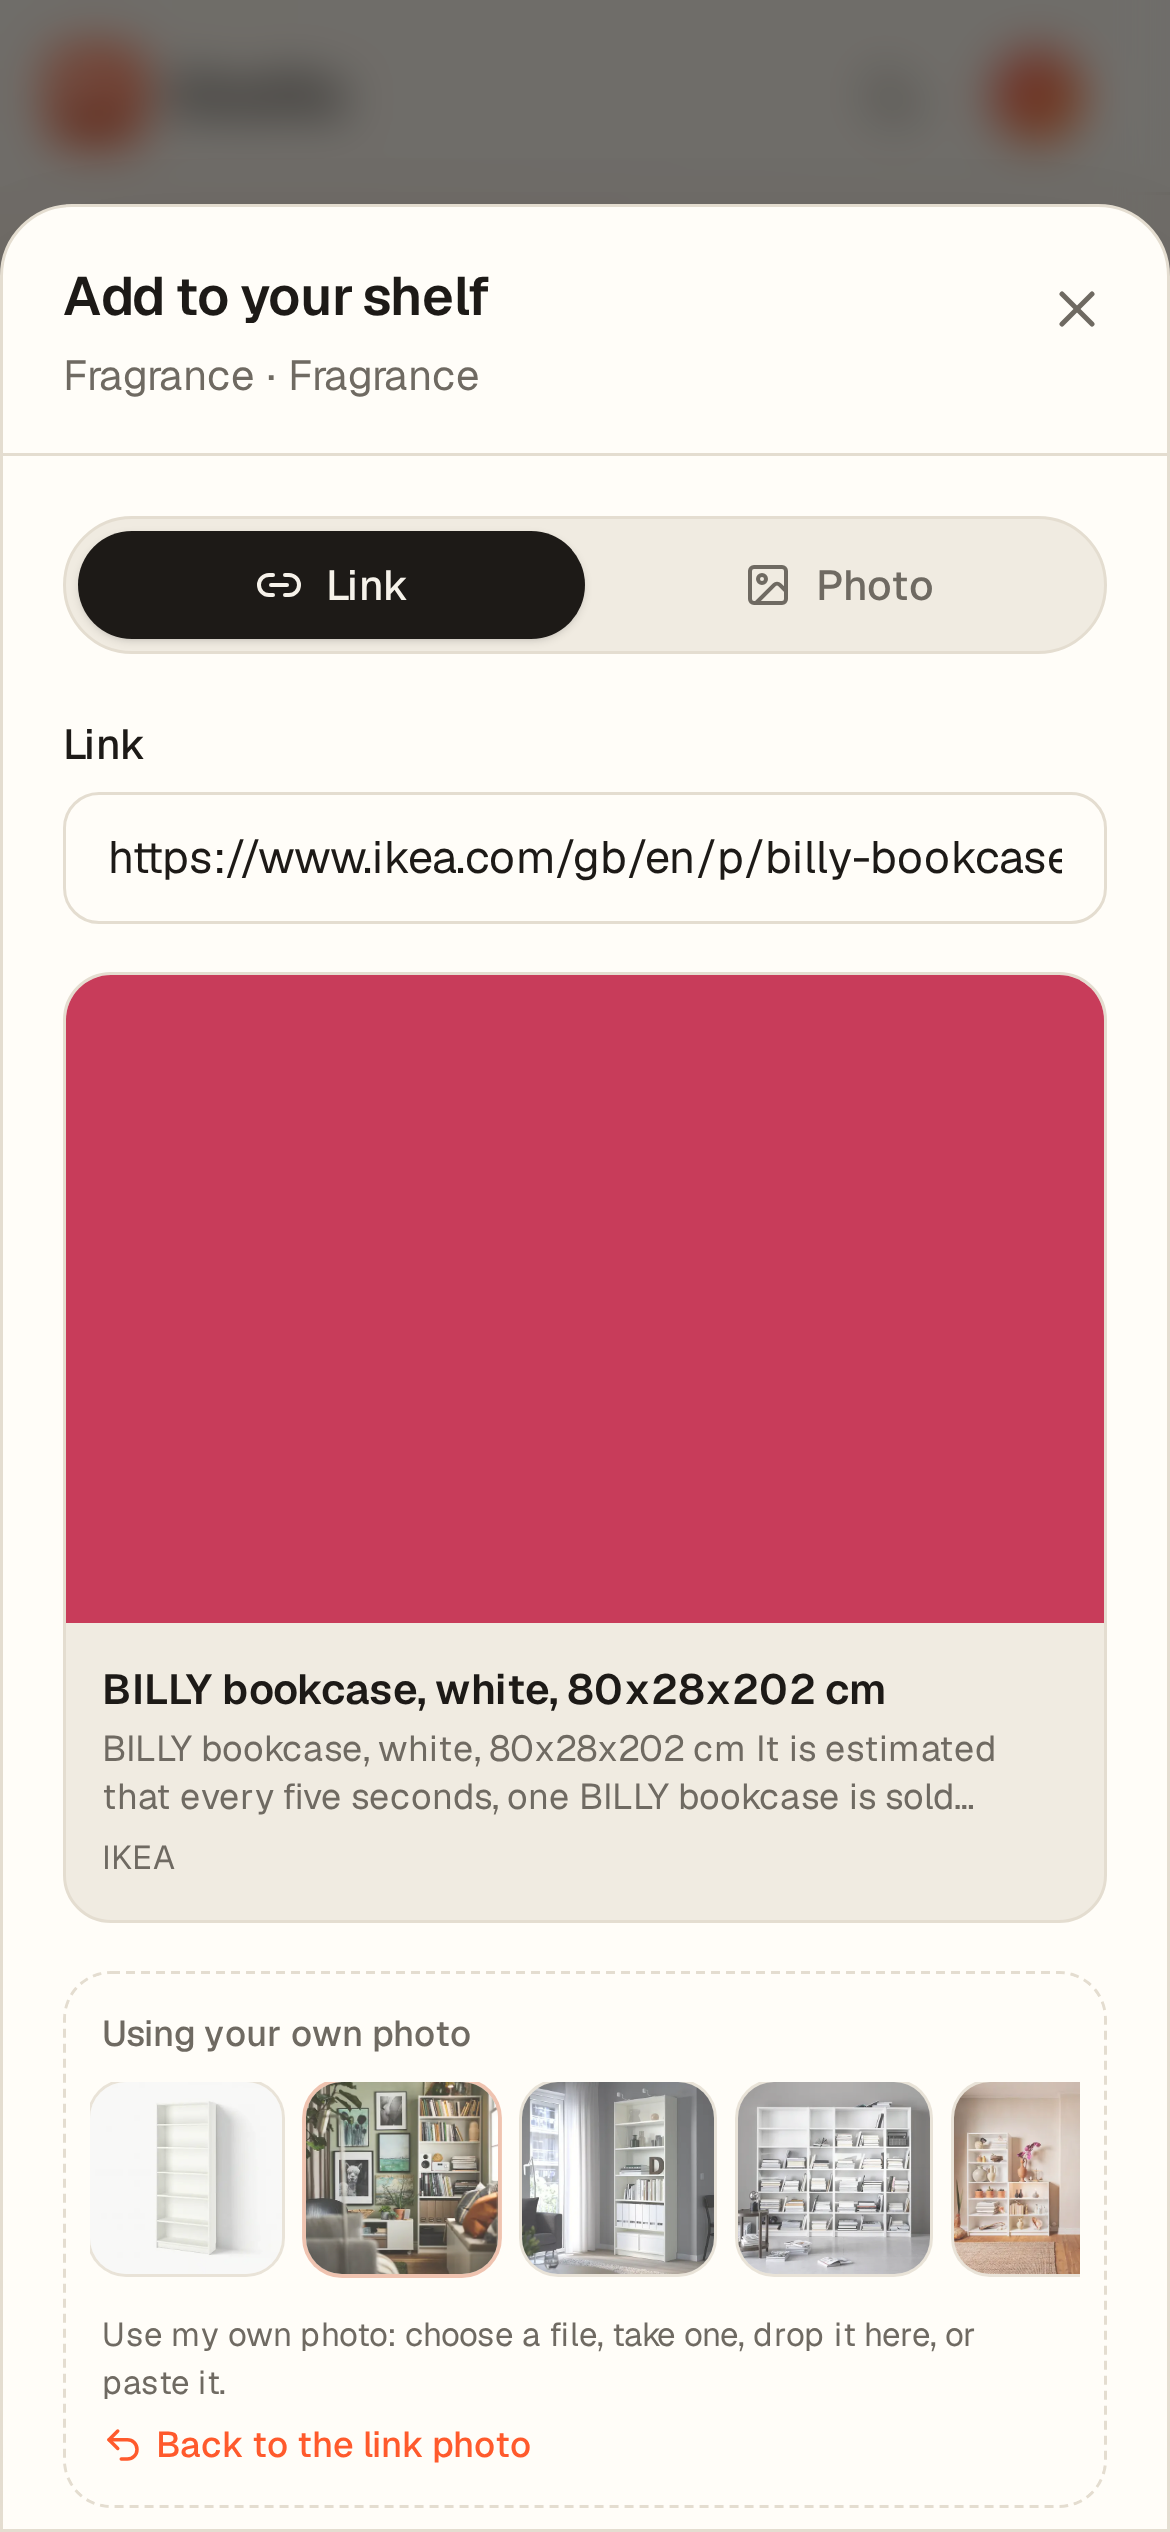 Add to your shelf
Fragrance · Fragrance
Link
Photo
Link
https://www.ikea.com/gb/en/p/billy-bookcase
BILLY bookcase, white, 80x28x202 cm
BILLY bookcase, white, 80x28x202 cm It is estimated
that every five seconds, one BILLY bookcase is sold...
IKEA
Using your own photo
D
Use my own photo: choose a file, take one, drop it here, or
paste it.
Back to the link photo